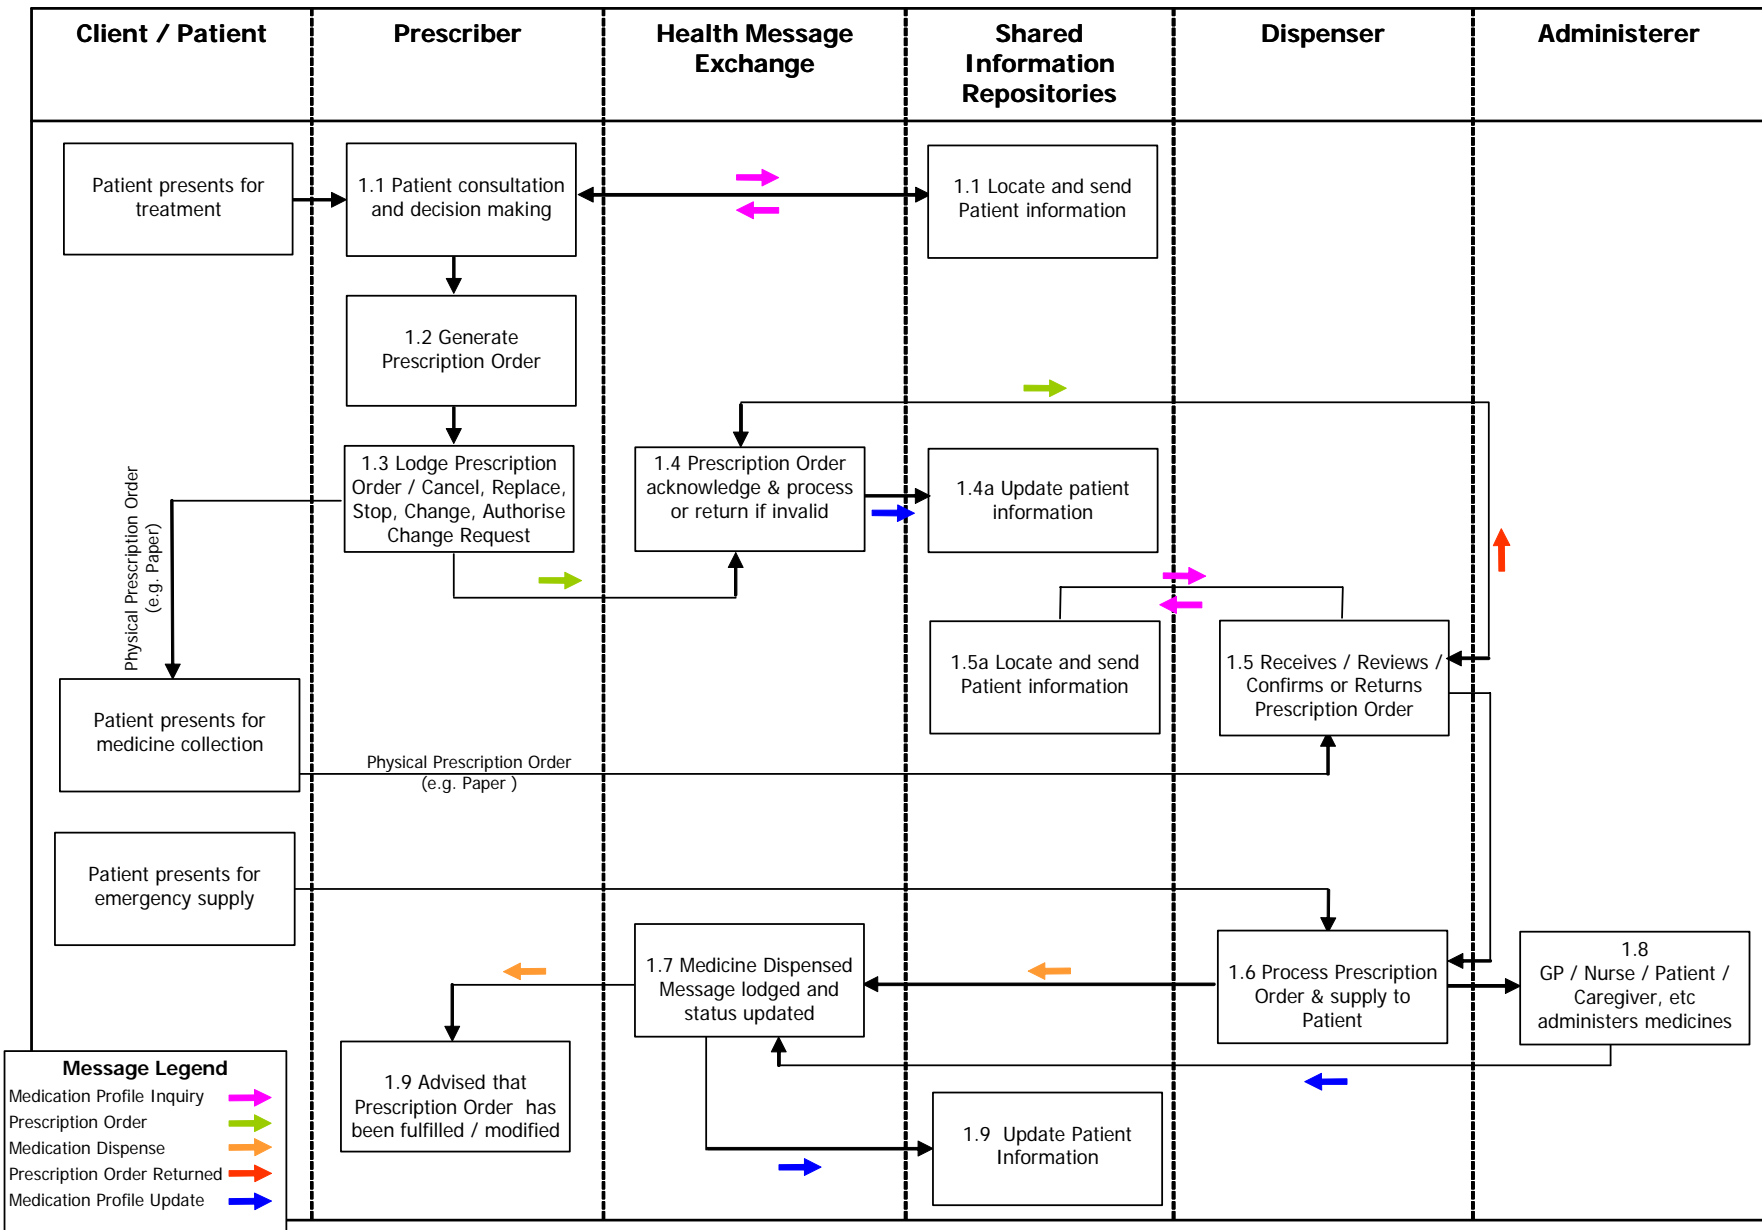 Client / Patient
Prescriber
Health Message
Exchange
Shared
Information
Repositories
Dispenser
Administerer
Patient presents for
treatment
1.1 Patient consultation
and decision making
1.1 Locate and send
Patient information
1.2 Generate
Prescription Order
1.3 Lodge Prescription
Order / Cancel, Replace,
Stop, Change, Authorise
Change Request
1.4 Prescription Order
acknowledge & process
or return if invalid
1.4a Update patient
information
Physical Prescription Order
(e.g. Paper)
1.5a Locate and send
Patient information
1.5 Receives / Reviews /
Confirms or Returns
Prescription Order
Patient presents for
medicine collection
Physical Prescription Order
(e.g. Paper )
Patient presents for
emergency supply
1.7 Medicine Dispensed
Message lodged and
status updated
1.6 Process Prescription
Order & supply to
Patient
1.8
GP / Nurse / Patient /
Caregiver, etc
administers medicines
1.9 Advised that
Prescription Order  has
been fulfilled / modified
1.9  Update Patient
Information
Message Legend
Medication Profile Inquiry
Prescription Order
Medication Dispense
Prescription Order Returned
Medication Profile Update